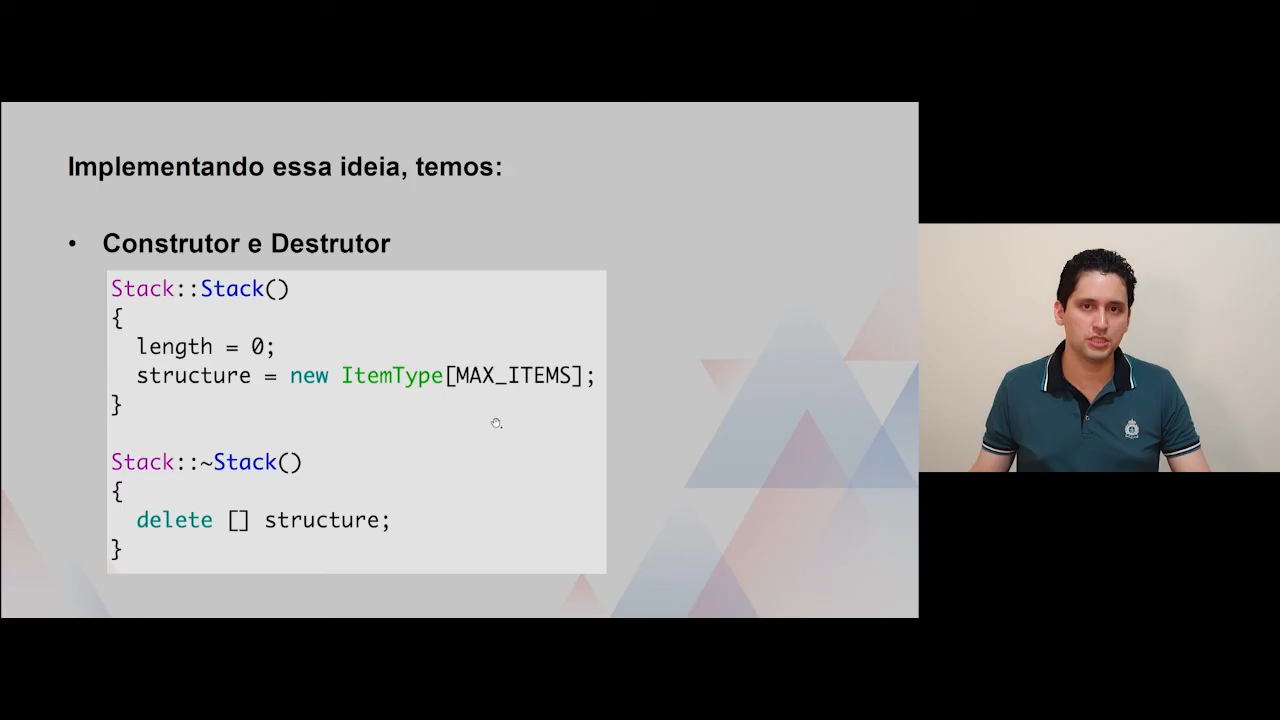 Implementando essa ideia, temos:
• Construtor e Destrutor
Stack::Stack()
{
length = 0;
structure = new ItemType[MAX_ITEMS];
}
Stack::~Stack()
{
delete [] structure;
}